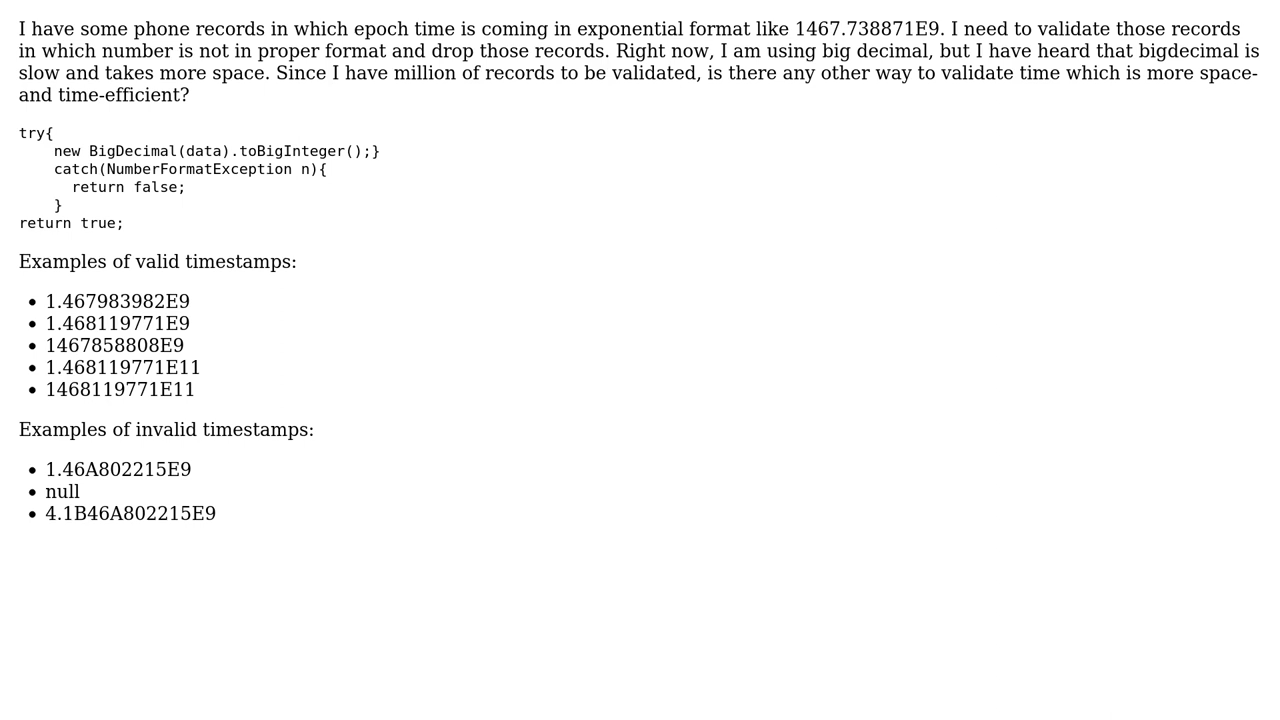 I have some phone records in which epoch time is coming in exponential format like 1467.738871E9. I need to validate those records
in which number is not in proper format and drop those records. Right now, I am using big decimal, but I have heard that bigdecimal is
slow and takes more space. Since I have million of records to be validated, is there any other way to validate time which is more space-
and time-efficient?
try{
    new BigDecimal(data).toBigInteger();}
    catch(NumberFormatException n){
      return false;
    }
return true;
Examples of valid timestamps:
• 1.467983982E9
• 1.468119771E9
• 1467858808E9
• 1.468119771E11
• 1468119771E11
Examples of invalid timestamps:
• 1.46A802215E9
• null
• 4.1B46A802215E9